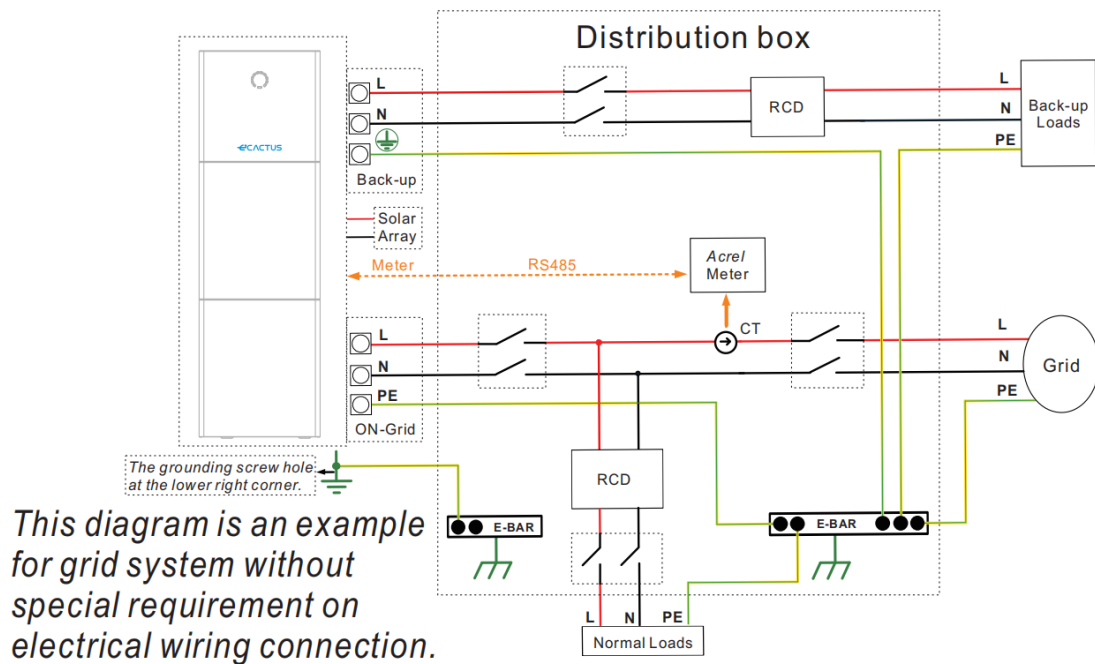 Distribution box
L
N
Back-up
RCD
L
N
PE
Back-up
Loads
eCACTUS
Solar
Array
Meter
RS485
Acrel
Meter
CT
L
N
PE
ON-Grid
L
N
PE
Grid
The grounding screw hole
at the lower right corner.
RCD
E-BAR
E-BAR
L N PE
Normal Loads
This diagram is an example
for grid system without
special requirement on
electrical wiring connection.